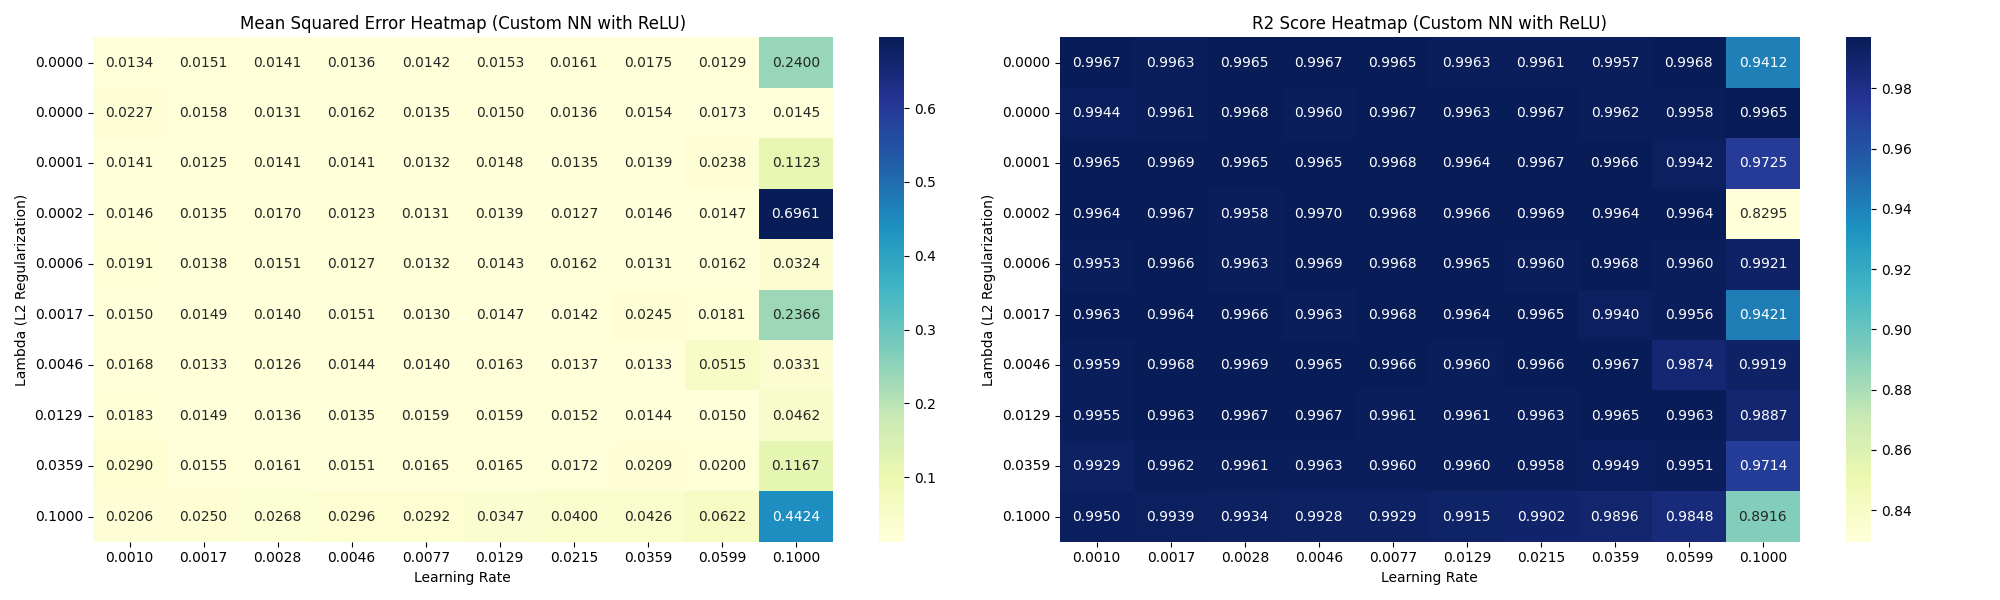 Mean Squared Error Heatmap (Custom NN with ReLU)
0.0000 0.0134 0.0151 0.0141 0.0136 0.0142 0.0153 0.0161 0.0175 0.0129 0.2400
0.0000 0.0227 0.0158 0.0131 0.0162 0.0135 0.0150 0.0136 0.0154 0.0173 0.0145
0.0001 0.0141 0.0125 0.0141 0.0141 0.0132 0.0148 0.0135 0.0139 0.0238 0.1123
0.0002 0.0146 0.0135 0.0170 0.0123 0.0131 0.0139 0.0127 0.0146 0.0147 0.6961
0.0006 0.0191 0.0138 0.0151 0.0127 0.0132 0.0143 0.0162 0.0131 0.0162 0.0324
0.0017 0.0150 0.0149 0.0140 0.0151 0.0130 0.0147 0.0142 0.0245 0.0181 0.2366
0.0046 0.0168 0.0133 0.0126 0.0144 0.0140 0.0163 0.0137 0.0133 0.0515 0.0331
0.0129 0.0183 0.0149 0.0136 0.0135 0.0159 0.0159 0.0152 0.0144 0.0150 0.0462
0.0359 0.0290 0.0155 0.0161 0.0151 0.0165 0.0165 0.0172 0.0209 0.0200 0.1167
0.1000 0.0206 0.0250 0.0268 0.0296 0.0292 0.0347 0.0400 0.0426 0.0622 0.4424
0.0010 0.0017 0.0028 0.0046 0.0077 0.0129 0.0215 0.0359 0.0599 0.1000
Learning Rate
Lambda (L2 Regularization)
0.6
0.5
0.4
0.3
0.2
0.1
R2 Score Heatmap (Custom NN with ReLU)
0.0000 0.9967 0.9963 0.9965 0.9967 0.9965 0.9963 0.9961 0.9957 0.9968 0.9412
0.0000 0.9944 0.9961 0.9968 0.9960 0.9967 0.9963 0.9967 0.9962 0.9958 0.9965
0.0001 0.9965 0.9969 0.9965 0.9965 0.9968 0.9964 0.9967 0.9966 0.9942 0.9725
0.0002 0.9964 0.9967 0.9958 0.9970 0.9968 0.9966 0.9969 0.9964 0.9964 0.8295
0.0006 0.9953 0.9966 0.9963 0.9969 0.9968 0.9965 0.9960 0.9968 0.9960 0.9921
0.0017 0.9963 0.9964 0.9966 0.9963 0.9968 0.9964 0.9965 0.9940 0.9956 0.9421
0.0046 0.9959 0.9968 0.9969 0.9965 0.9966 0.9960 0.9966 0.9967 0.9874 0.9919
0.0129 0.9955 0.9963 0.9967 0.9967 0.9961 0.9961 0.9963 0.9965 0.9963 0.9887
0.0359 0.9929 0.9962 0.9961 0.9963 0.9960 0.9960 0.9958 0.9949 0.9951 0.9714
0.1000 0.9950 0.9939 0.9934 0.9928 0.9929 0.9915 0.9902 0.9896 0.9848 0.8916
0.0010 0.0017 0.0028 0.0046 0.0077 0.0129 0.0215 0.0359 0.0599 0.1000
Learning Rate
Lambda (L2 Regularization)
0.98
0.96
0.94
0.92
0.90
0.88
0.86
0.84